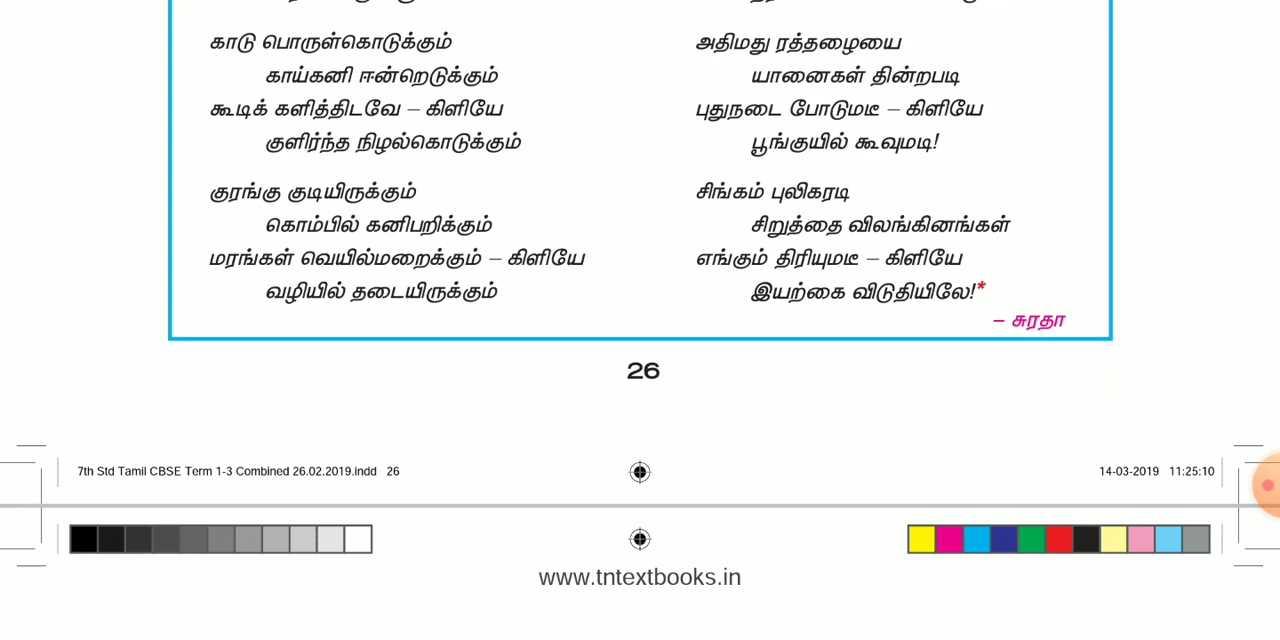 காடு பொருள்கொடுக்கும்
காய்கனி ஈன்றெடுக்கும்
கூடிக் களித்திடவே – கிளியே
குளிர்ந்த நிழல்கொடுக்கும்
குரங்கு குடியிருக்கும்
கொம்பில் கனிபறிக்கும்
மரங்கள் வெயில்மறைக்கும் – கிளியே
வழியில் தடையிருக்கும்
அதிமது ரத்தழையை
யானைகள் தின்றபடி
புதுநடை போடுமடீ – கிளியே
பூங்குயில் கூவுமடி!
சிங்கம் புலிகரடி
சிறுத்தை விலங்கினங்கள்
எங்கும் திரியுமடீ – கிளியே
இயற்கை விடுதியிலே!*
– சுரதா
26
7th Std Tamil CBSE Term 1-3 Combined 26.02.2019.indd 26
14-03-2019 11:25:10
www.tntextbooks.in